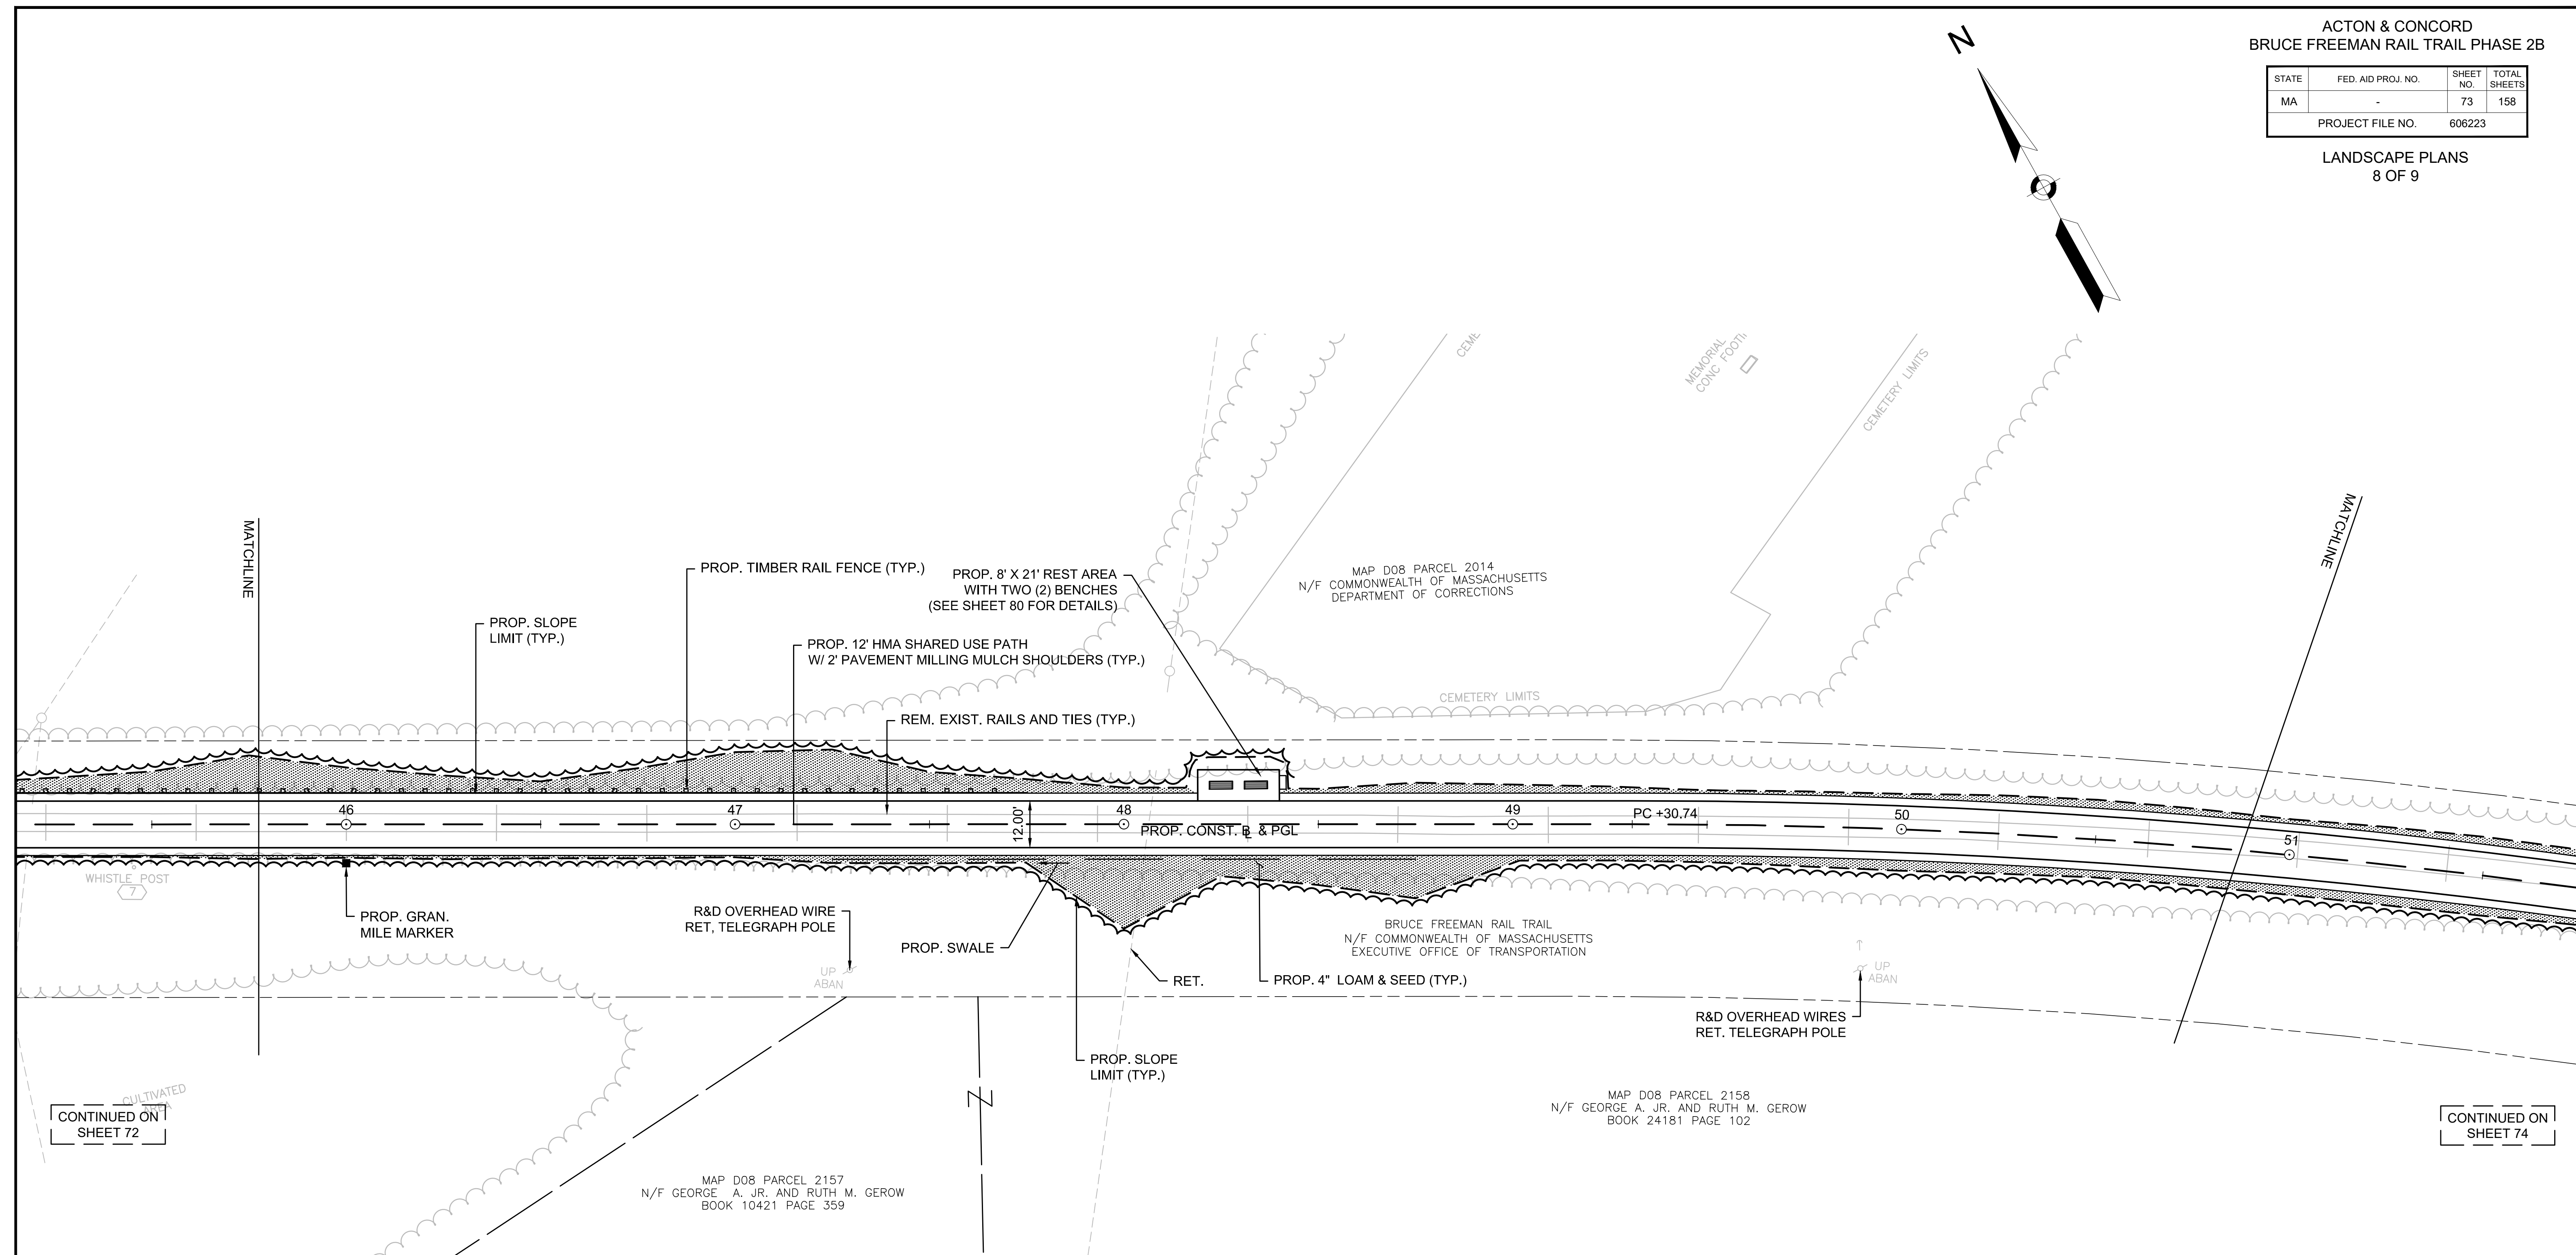 ACTON & CONCORD
BRUCE FREEMAN RAIL TRAIL PHASE 2B
STATE
FED. AID PROJ. NO.
SHEET
NO.
TOTAL
SHEETS
MA
-
73
158
PROJECT FILE NO.
606223
LANDSCAPE PLANS
8 OF 9
N
CEME
MEMORIAL
CONC FOOTI
CEMETERY LIMITS
MATCHLINE
MATCHLINE
PROP. TIMBER RAIL FENCE (TYP.)
PROP. 8' X 21' REST AREA
WITH TWO (2) BENCHES
(SEE SHEET 80 FOR DETAILS)
MAP D08 PARCEL 2014
N/F COMMONWEALTH OF MASSACHUSETTS
DEPARTMENT OF CORRECTIONS
PROP. SLOPE
LIMIT (TYP.)
PROP. 12' HMA SHARED USE PATH
W/ 2' PAVEMENT MILLING MULCH SHOULDERS (TYP.)
CEMETERY LIMITS
REM. EXIST. RAILS AND TIES (TYP.)
46
47
48
49
50
51
12.00'
PROP. CONST. B & PGL
PC +30.74
WHISTLE POST
7
PROP. GRAN.
MILE MARKER
R&D OVERHEAD WIRE
RET, TELEGRAPH POLE
UP
ABAN
PROP. SWALE
RET.
PROP. 4" LOAM & SEED (TYP.)
BRUCE FREEMAN RAIL TRAIL
N/F COMMONWEALTH OF MASSACHUSETTS
EXECUTIVE OFFICE OF TRANSPORTATION
UP
ABAN
R&D OVERHEAD WIRES
RET. TELEGRAPH POLE
PROP. SLOPE
LIMIT (TYP.)
CULTIVATED
AREA
CONTINUED ON
SHEET 72
MAP D08 PARCEL 2158
N/F GEORGE A. JR. AND RUTH M. GEROW
BOOK 24181 PAGE 102
CONTINUED ON
SHEET 74
MAP D08 PARCEL 2157
N/F GEORGE A. JR. AND RUTH M. GEROW
BOOK 10421 PAGE 359